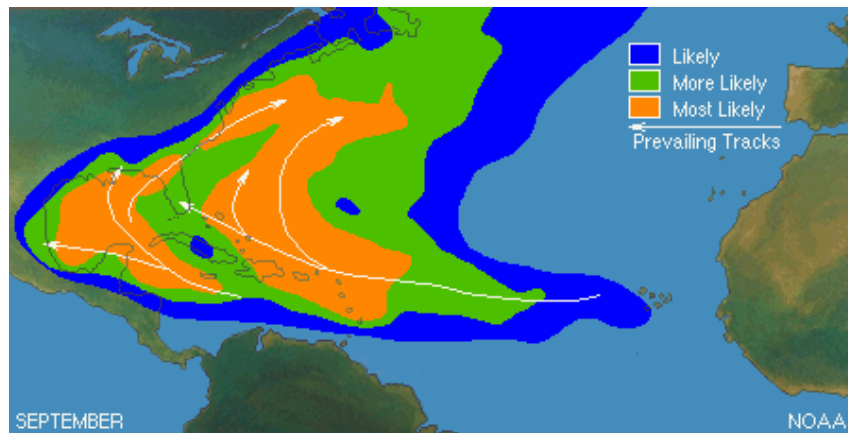 Likely
More Likely
Most Likely
Prevailing Tracks
SEPTEMBER
NOAA